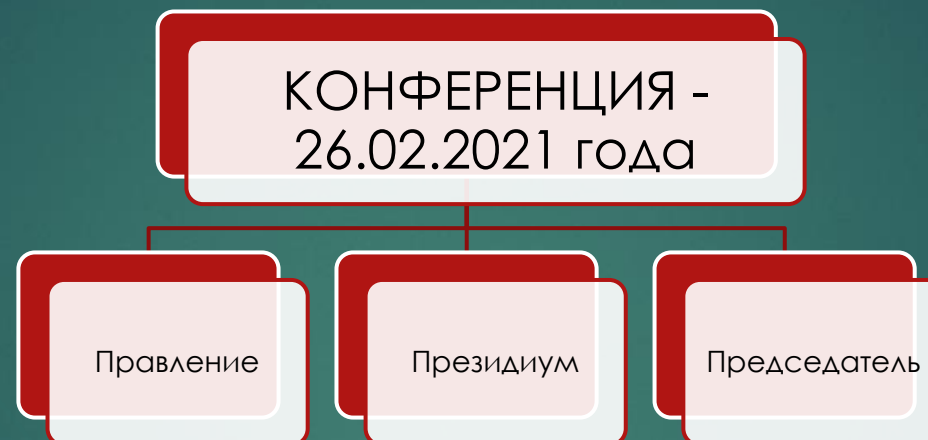 КОНФЕРЕНЦИЯ -
26.02.2021 года
Правление
Президиум
Председатель